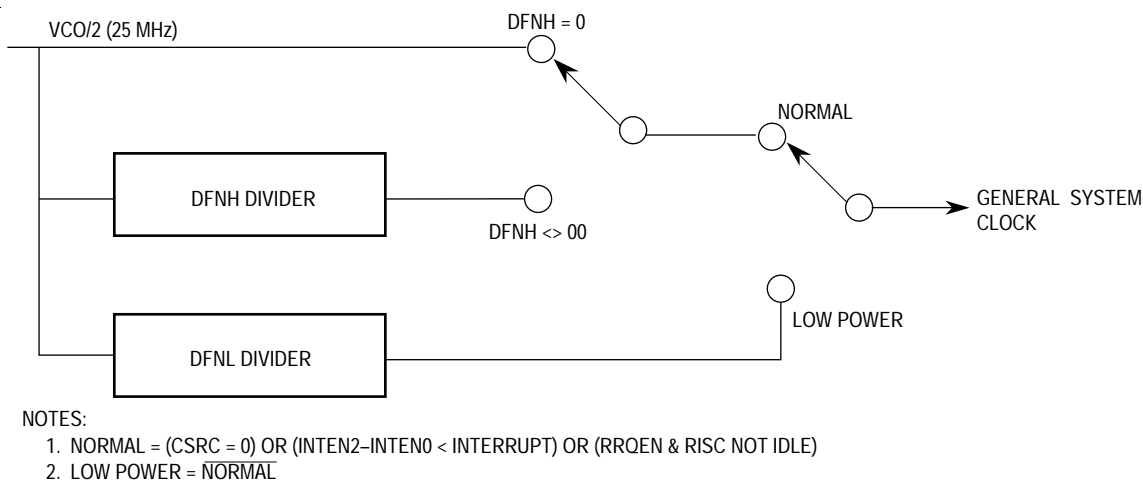 VCO/2 (25 MHz)
DFNH = 0
NORMAL
DFNH DIVIDER
DFNH <> 00
GENERAL SYSTEM
CLOCK
LOW POWER
DFNL DIVIDER
NOTES:
1. NORMAL = (CSRC = 0) OR (INTEN2–INTEN0 < INTERRUPT) OR (RRQEN & RISC NOT IDLE)
2. LOW POWER = N̅O̅R̅M̅A̅L̅